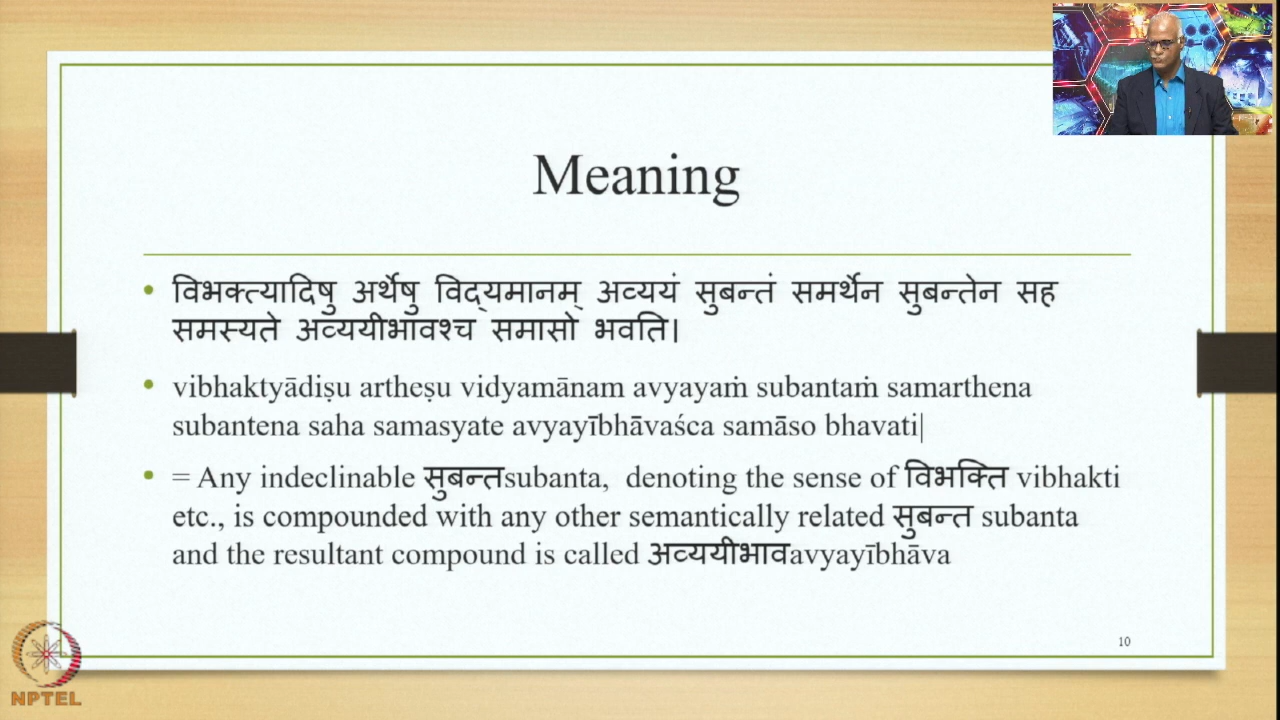 Meaning
विभक्त्यादिषु अर्थेषु विद्यमानम् अव्ययं सुबन्तं समर्थेन सुबन्तेन सह
समस्यते अव्ययीभावश्च समासो भवति।
vibhaktyādiṣu artheṣu vidyamānam avyayaṁ subantaṁ samarthena
subantena saha samasyate avyayībhāvaśca samāso bhavati|
= Any indeclinable सुबन्तsubanta, denoting the sense of विभक्ति vibhakti
etc., is compounded with any other semantically related सुबन्त subanta
and the resultant compound is called अव्ययीभावavyayībhāva
10
NPTEL